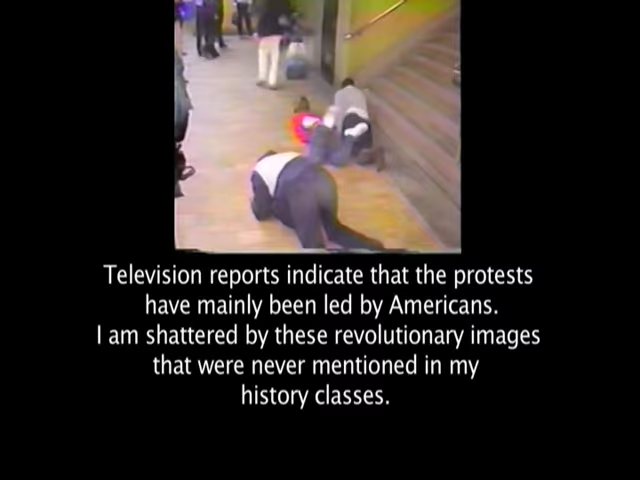 Television reports indicate that the protests
have mainly been led by Americans.
I am shattered by these revolutionary images
that were never mentioned in my
history classes.